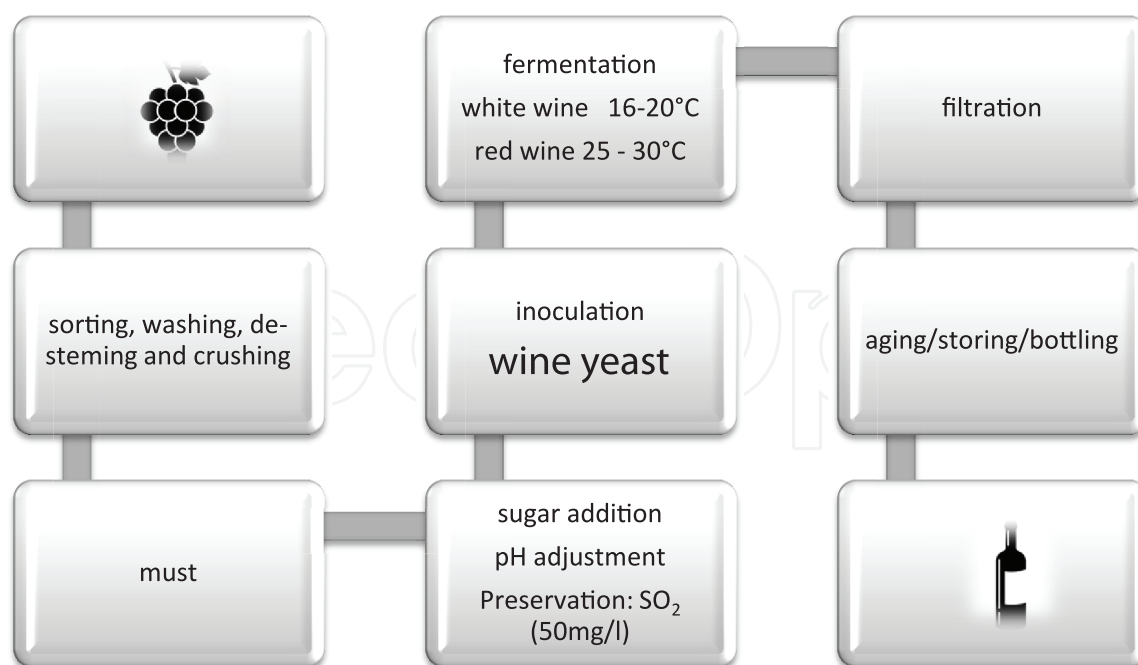 sorting, washing, de-
steming and crushing
must
sugar addition
pH adjustment
Preservation: SO₂
(50mg/l)
inoculation
wine yeast
fermentation
white wine 16-20°C
red wine 25 - 30°C
filtration
aging/storing/bottling